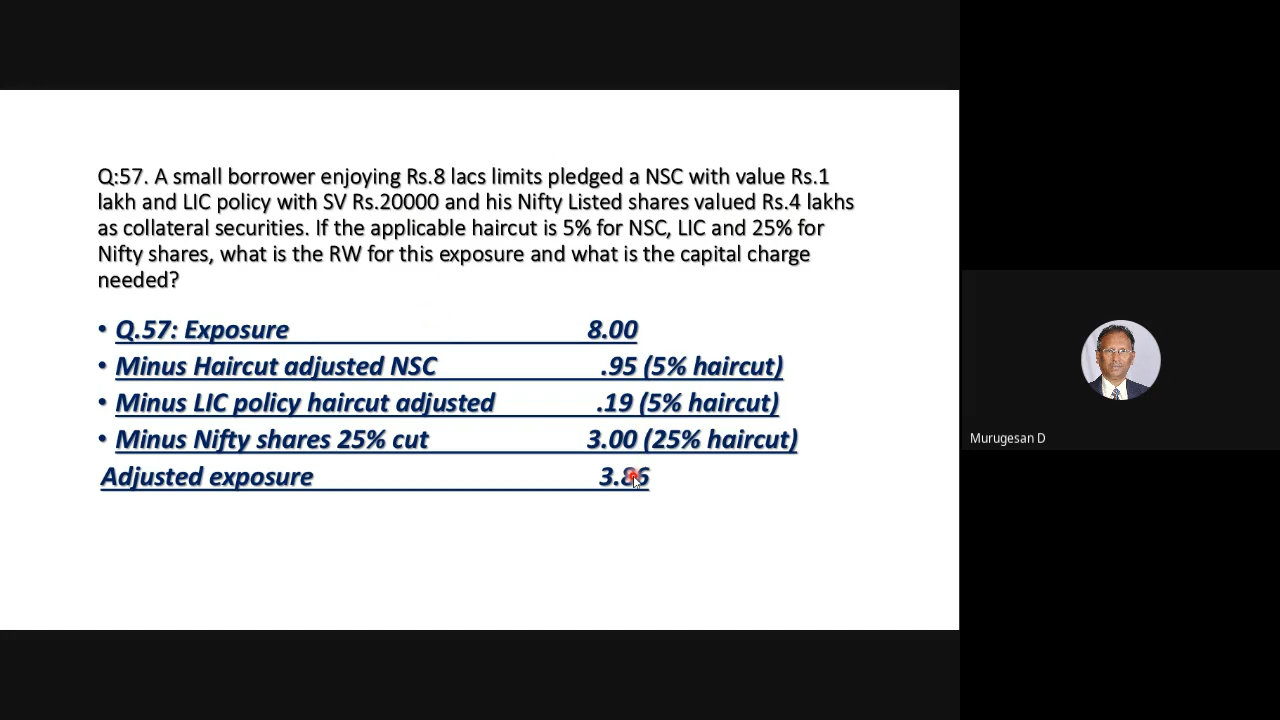 Q:57. A small borrower enjoying Rs.8 lacs limits pledged a NSC with value Rs.1
lakh and LIC policy with SV Rs.20000 and his Nifty Listed shares valued Rs.4 lakhs
as collateral securities. If the applicable haircut is 5% for NSC, LIC and 25% for
Nifty shares, what is the RW for this exposure and what is the capital charge
needed?
• Q.57: Exposure 8.00
• Minus Haircut adjusted NSC .95 (5% haircut)
• Minus LIC policy haircut adjusted .19 (5% haircut)
• Minus Nifty shares 25% cut 3.00 (25% haircut)
Adjusted exposure 3.86
Murugesan D